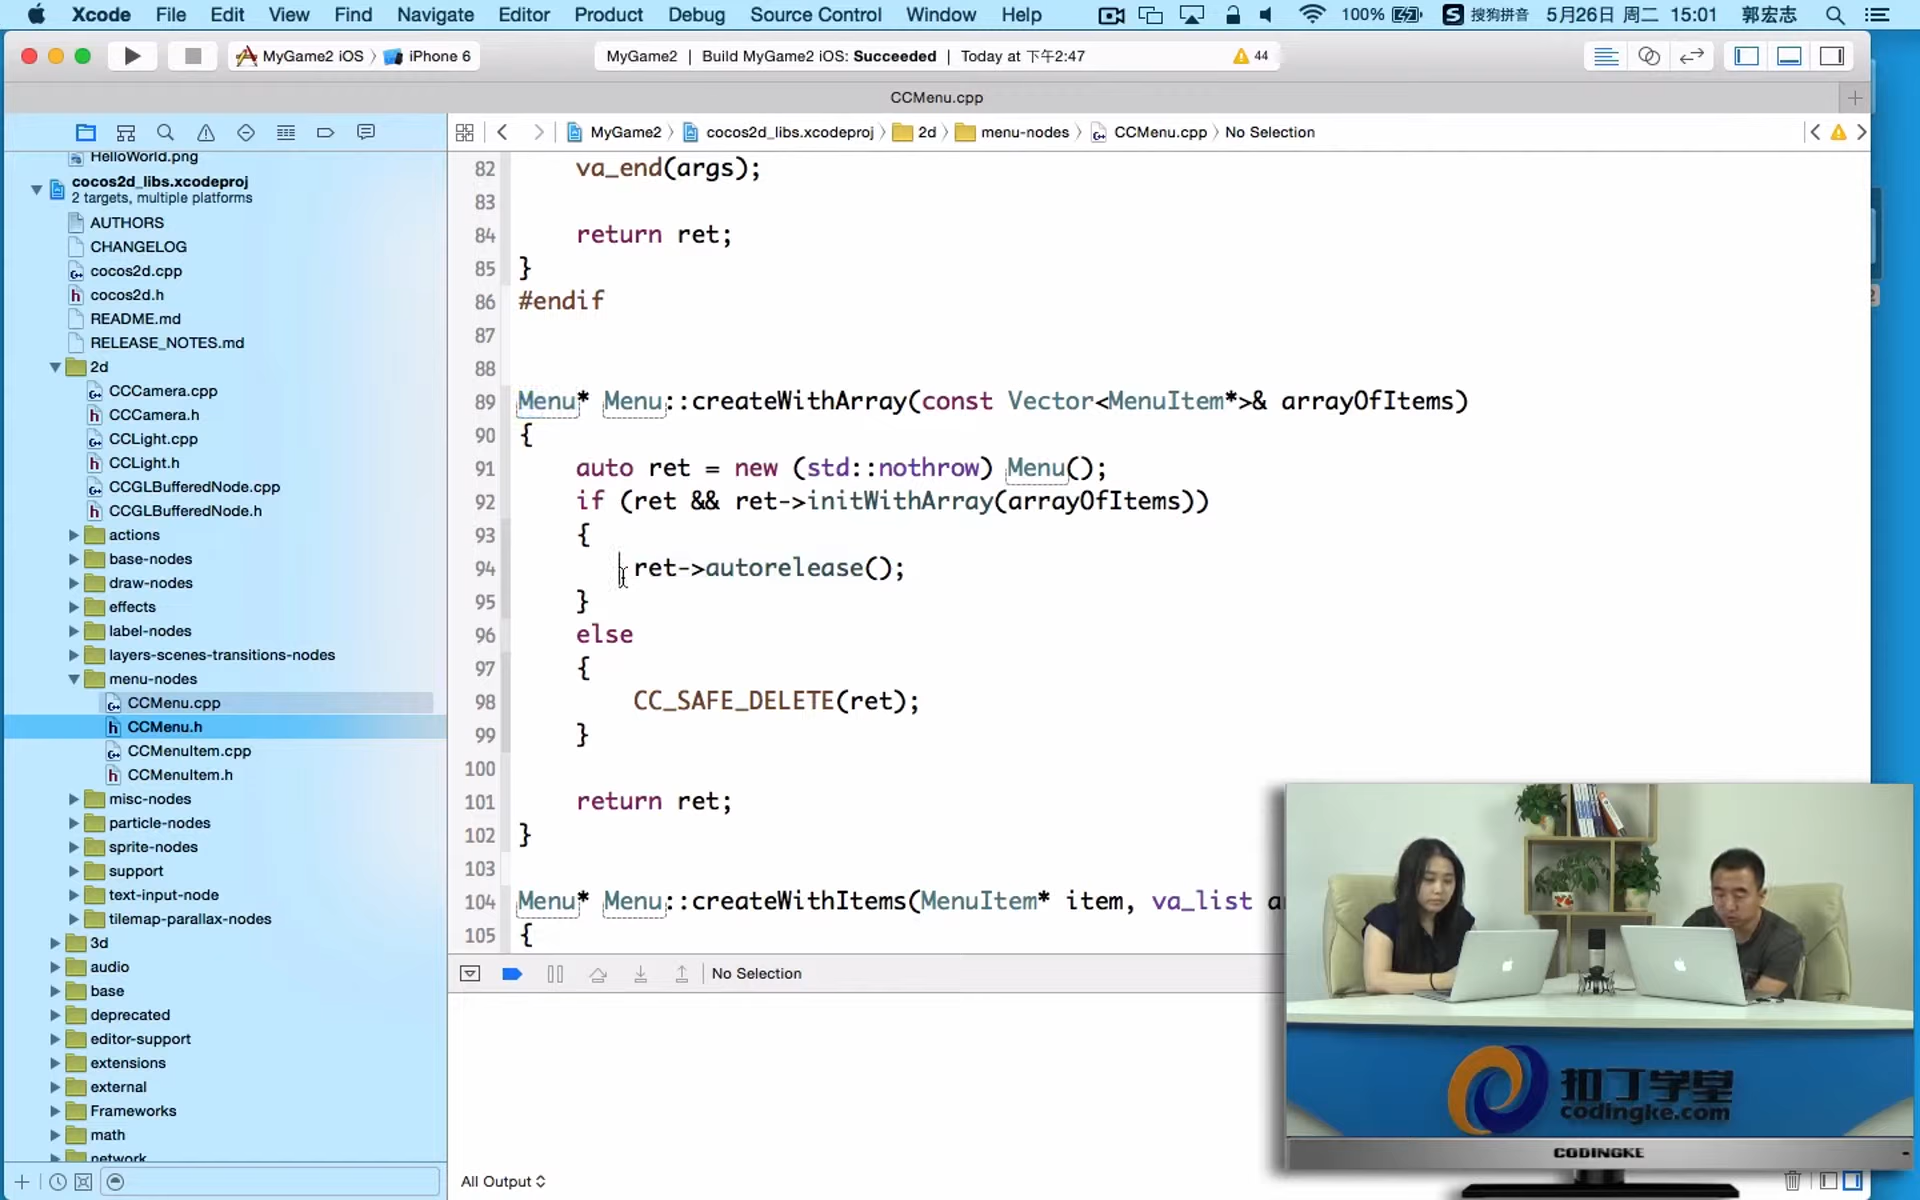 Xcode File Edit View Find Navigate Editor Product Debug Source Control Window Help 100% 搜狗拼音 5月26日 周二 15:01 郭宏志
MyGame2 iOS iPhone 6 MyGame2 | Build MyGame2 iOS: Succeeded | Today at 下午2:47 44
CCMenu.cpp
MyGame2 cocos2d_libs.xcodeproj 2d menu-nodes CCMenu.cpp No Selection
HelloWorld.png
cocos2d_libs.xcodeproj
2 targets, multiple platforms
AUTHORS
CHANGELOG
cocos2d.cpp
cocos2d.h
README.md
RELEASE_NOTES.md
2d
CCCamera.cpp
CCCamera.h
CCLight.cpp
CCLight.h
CCGLBufferedNode.cpp
CCGLBufferedNode.h
actions
base-nodes
draw-nodes
effects
label-nodes
layers-scenes-transitions-nodes
menu-nodes
CCMenu.cpp
CCMenu.h
CCMenuItem.cpp
CCMenuItem.h
misc-nodes
particle-nodes
sprite-nodes
support
text-input-node
tilemap-parallax-nodes
3d
audio
base
deprecated
editor-support
extensions
external
Frameworks
math
network
82 va_end(args);
83
84 return ret;
85 }
86 #endif
87
88
89 Menu* Menu::createWithArray(const Vector<MenuItem*>& arrayOfItems)
90 {
91 auto ret = new (std::nothrow) Menu();
92 if (ret && ret->initWithArray(arrayOfItems))
93 {
94 ret->autorelease();
95 }
96 else
97 {
98 CC_SAFE_DELETE(ret);
99 }
100
101 return ret;
102 }
103
104 Menu* Menu::createWithItems(MenuItem* item, va_list
105 {
No Selection
All Output
扣丁学堂
codingke.com
CODINGKE